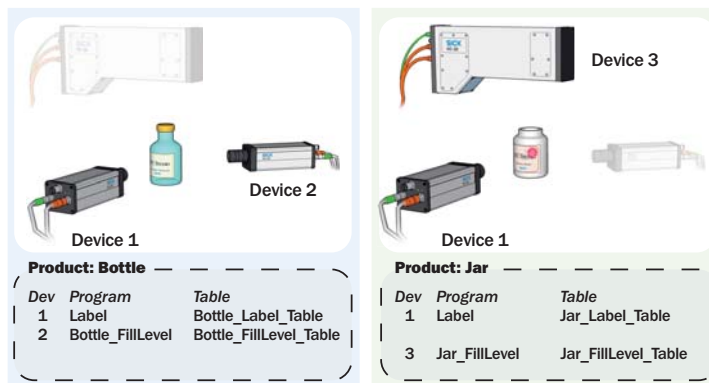 Device 3
SICK
Device 2
Device 1
Device 1
Product: Bottle
Dev Program Table
1 Label Bottle_Label_Table
2 Bottle_FillLevel Bottle_FillLevel_Table
Product: Jar
Dev Program Table
1 Label Jar_Label_Table
3 Jar_FillLevel Jar_FillLevel_Table